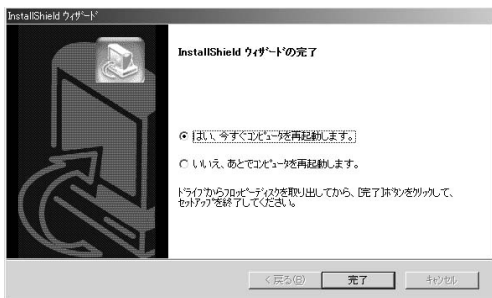 InstallShield ウィザード
InstallShield ウィザードの完了
はい、今すぐコンピュータを再起動します。
いいえ、あとでコンピュータを再起動します。
ドライブからフロッピーディスクを取り出してから、[完了]ボタンをクリックして、
セットアップを終了してください。
< 戻る(B)
完了
キャンセル